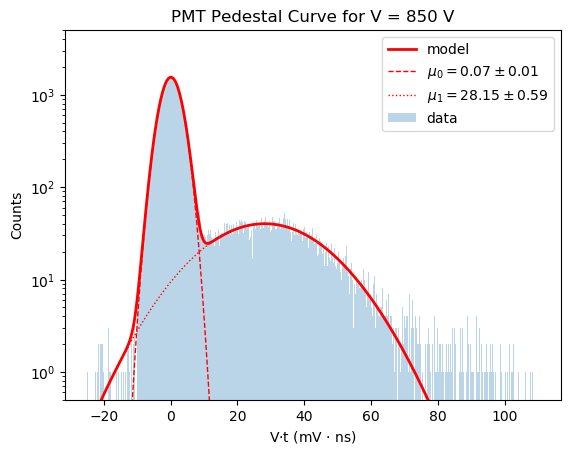 PMT Pedestal Curve for V = 850 V
model
μ₀ = 0.07 ± 0.01
μ₁ = 28.15 ± 0.59
data
Counts
10³
10²
10¹
10⁰
−20 0 20 40 60 80 100
V·t (mV · ns)